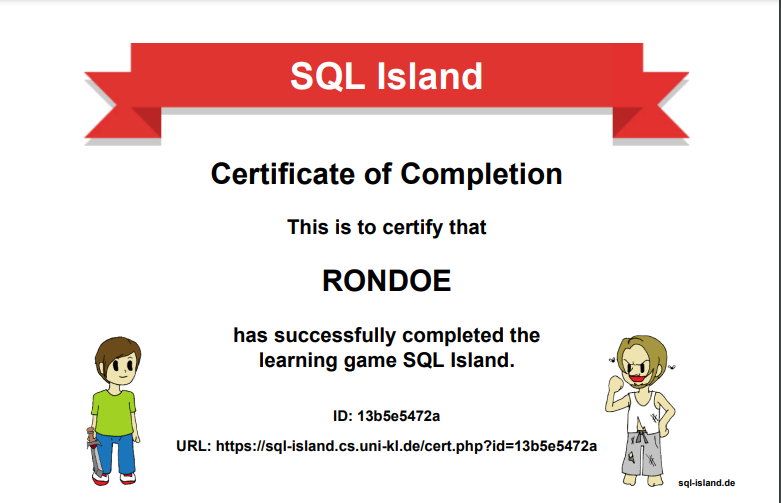 SQL Island
Certificate of Completion
This is to certify that
RONDOE
has successfully completed the
learning game SQL Island.
ID: 13b5e5472a
URL: https://sql-island.cs.uni-kl.de/cert.php?id=13b5e5472a
sql-island.de